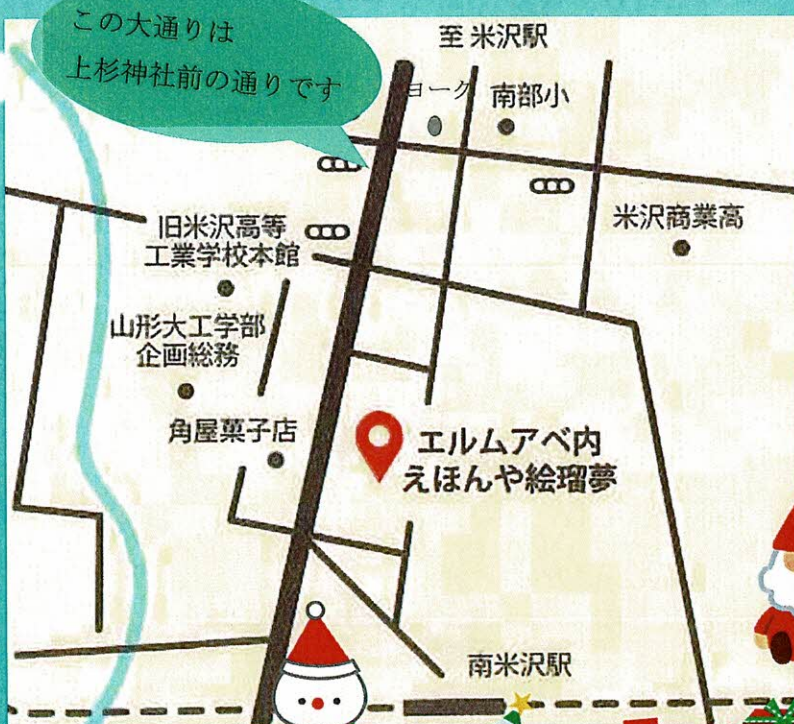 この大通りは
上杉神社前の通りです
至 米沢駅
ヨーク
南部小
米沢商業高
旧米沢高等
工業学校本館
山形大工学部
企画総務
角屋菓子店
エルムアベ内
えほんや絵瑠夢
南米沢駅